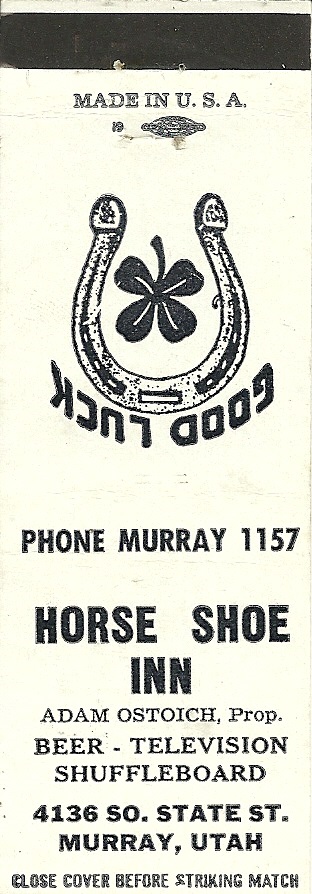 MADE IN U. S. A.
19
GOOD LUCK
PHONE MURRAY 1157
HORSE SHOE
INN
ADAM OSTOICH, Prop.
BEER - TELEVISION
SHUFFLEBOARD
4136 SO. STATE ST.
MURRAY, UTAH
CLOSE COVER BEFORE STRIKING MATCH